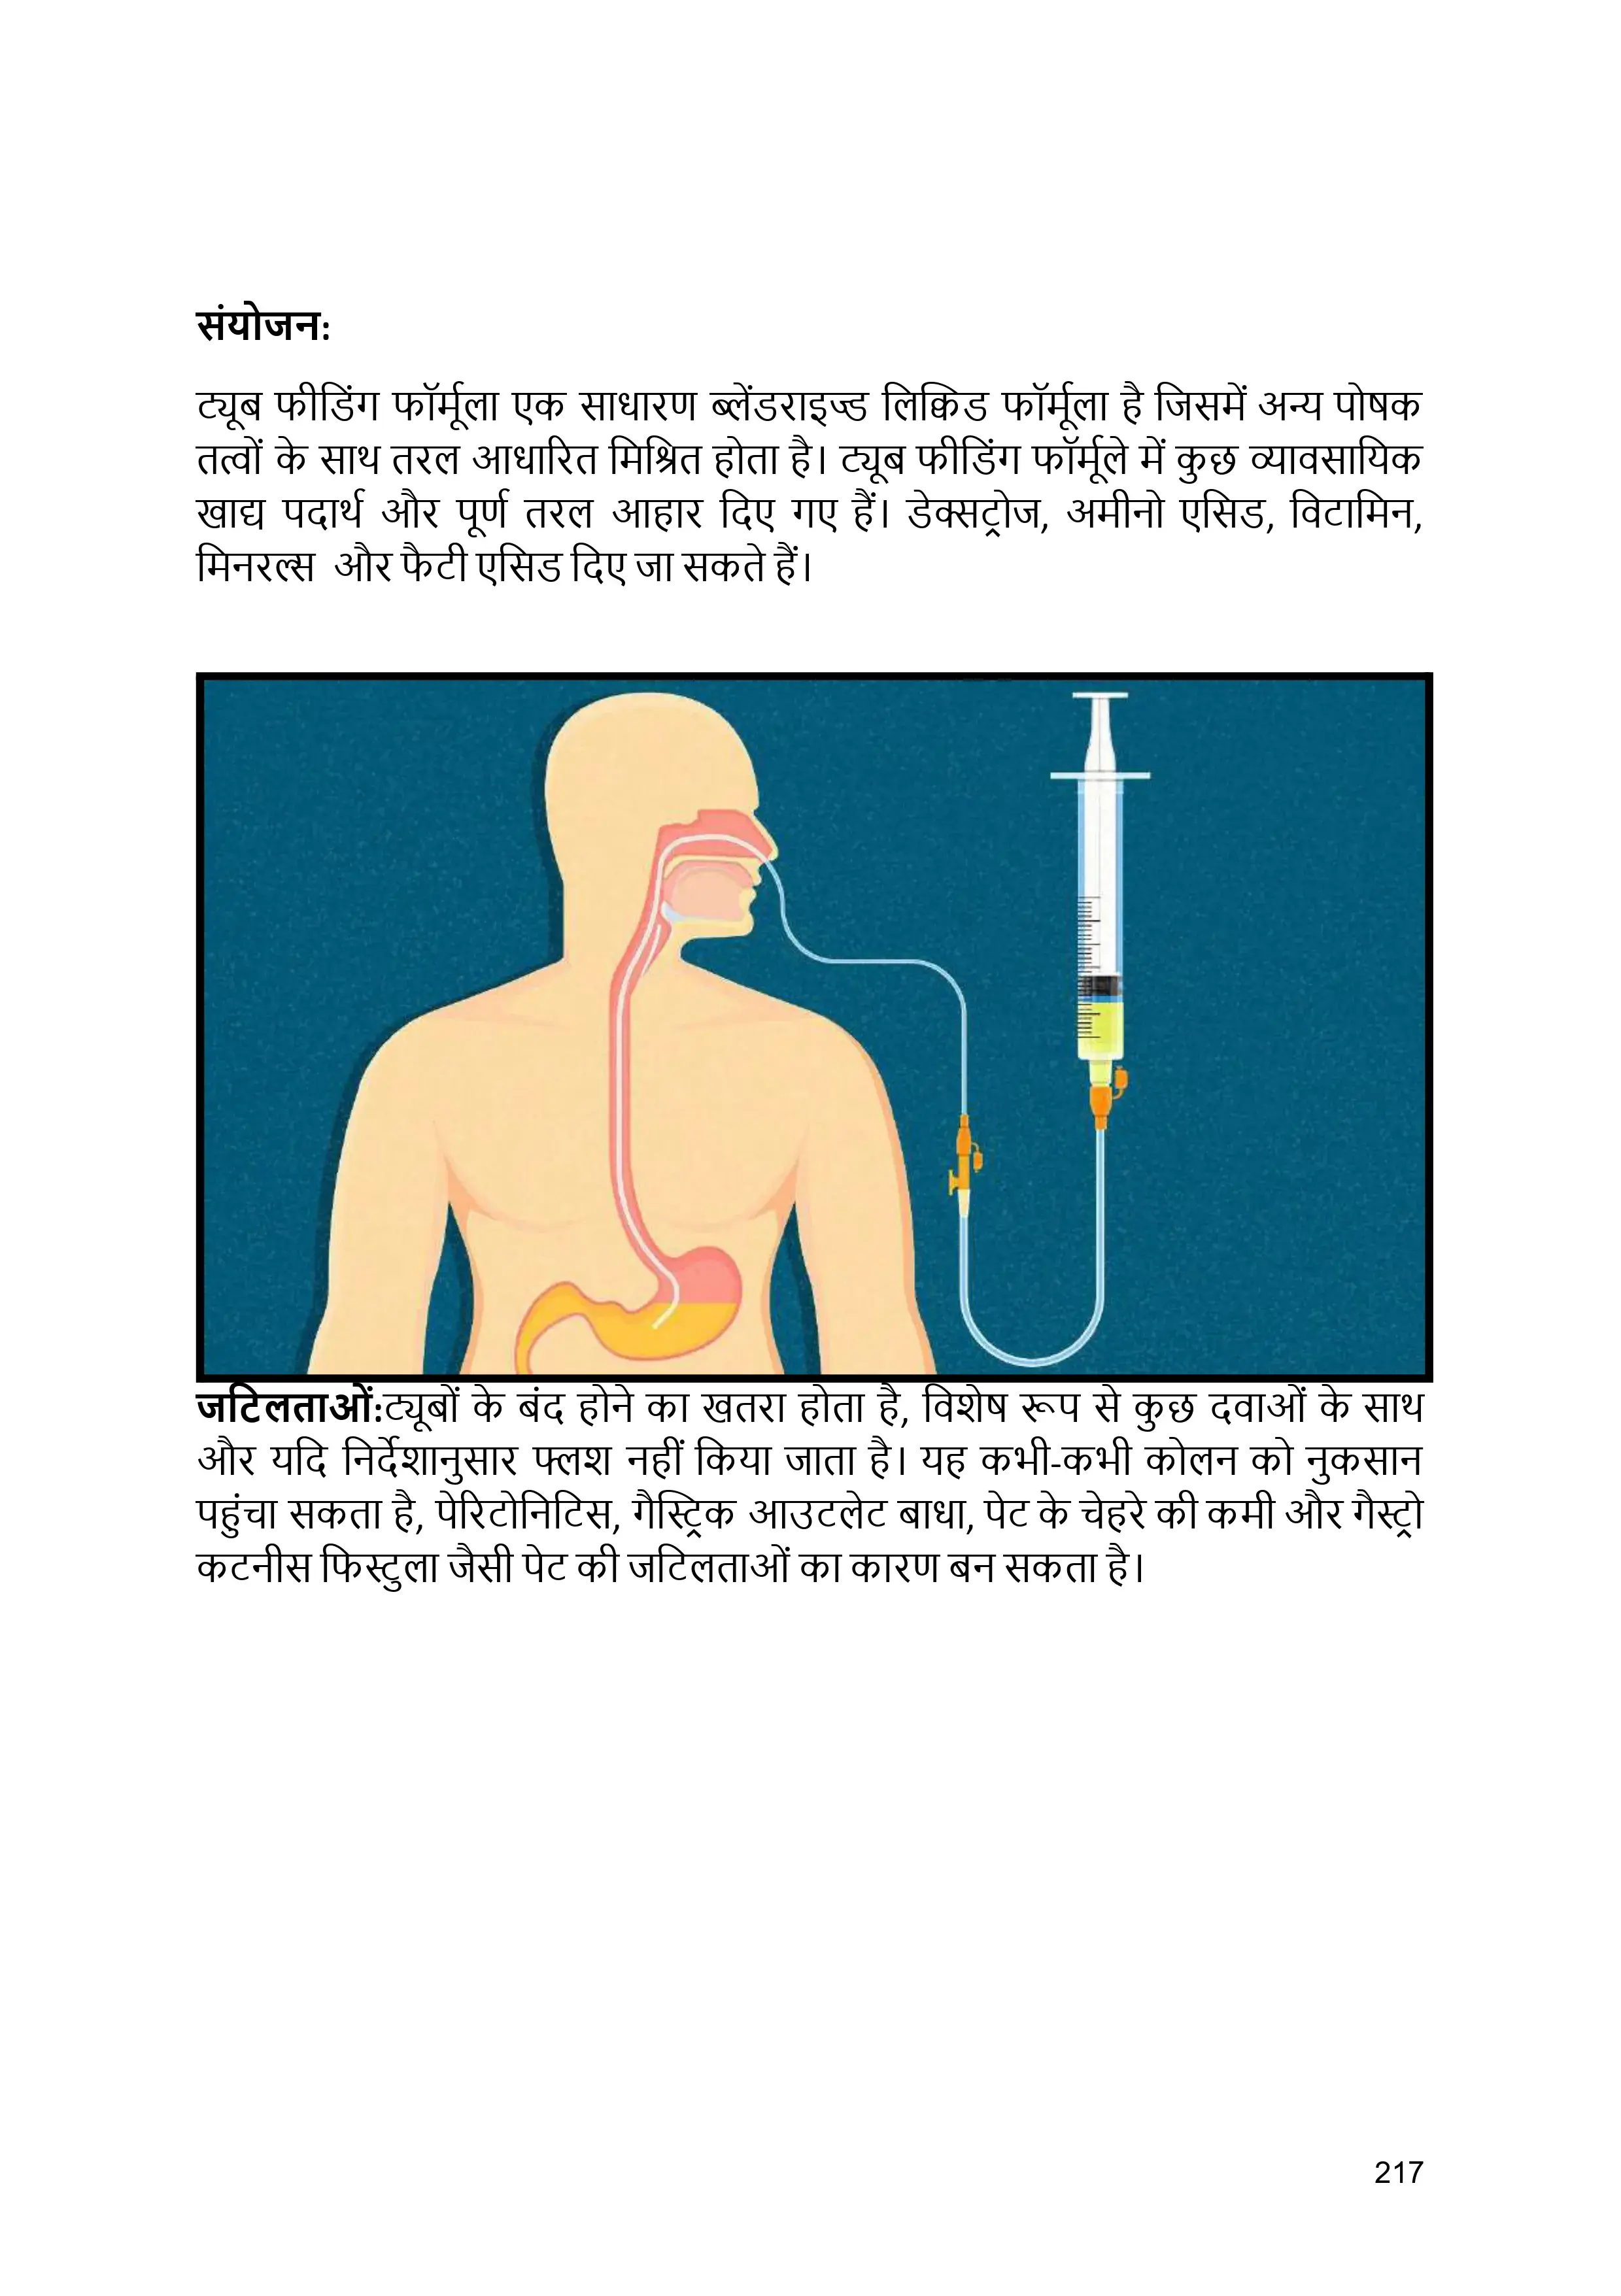 संयोजन:
ट्यूब फीडिंग फॉर्मूला एक साधारण ब्लेंडराइज्ड लिक्विड फॉर्मूला है जिसमें अन्य पोषक
तत्वों के साथ तरल आधारित मिश्रित होता है। ट्यूब फीडिंग फॉर्मूले में कुछ व्यावसायिक
खाद्य पदार्थ और पूर्ण तरल आहार दिए गए हैं। डेक्सट्रोज, अमीनो एसिड, विटामिन,
मिनरल्स और फैटी एसिड दिए जा सकते हैं।
जटिलताओं:ट्यूबों के बंद होने का खतरा होता है, विशेष रूप से कुछ दवाओं के साथ
और यदि निर्देशानुसार फ्लश नहीं किया जाता है। यह कभी-कभी कोलन को नुकसान
पहुंचा सकता है, पेरिटोनिटिस, गैस्ट्रिक आउटलेट बाधा, पेट के चेहरे की कमी और गैस्ट्रो
कटनीस फिस्टुला जैसी पेट की जटिलताओं का कारण बन सकता है।
217